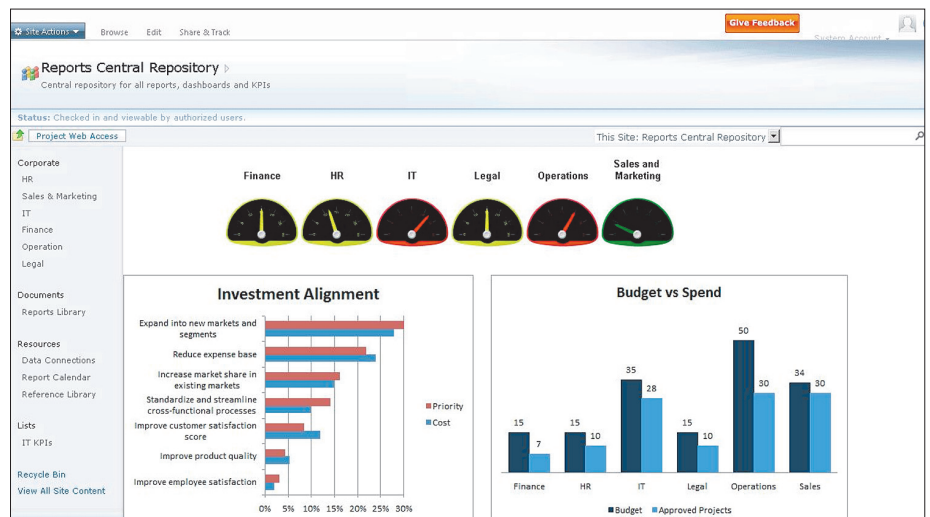 Site Actions
Browse
Edit
Share & Track
Give Feedback
System Account
Reports Central Repository
Central repository for all reports, dashboards and KPIs
Status: Checked in and viewable by authorized users.
Project Web Access
This Site: Reports Central Repository
Corporate
HR
Sales & Marketing
IT
Finance
Operation
Legal
Documents
Reports Library
Resources
Data Connections
Report Calendar
Reference Library
Lists
IT KPIs
Recycle Bin
View All Site Content
Finance
HR
IT
Legal
Operations
Sales and
Marketing
Investment Alignment
Expand into new markets and
segments
Reduce expense base
Increase market share in
existing markets
Standardize and streamline
cross-functional processes
Improve customer satisfaction
score
Improve product quality
Improve employee satisfaction
0% 5% 10% 15% 20% 25% 30%
Priority
Cost
Budget vs Spend
15 7 15 10 35 28 15 10 50 30 34 30
Finance HR IT Legal Operations Sales
Budget Approved Projects